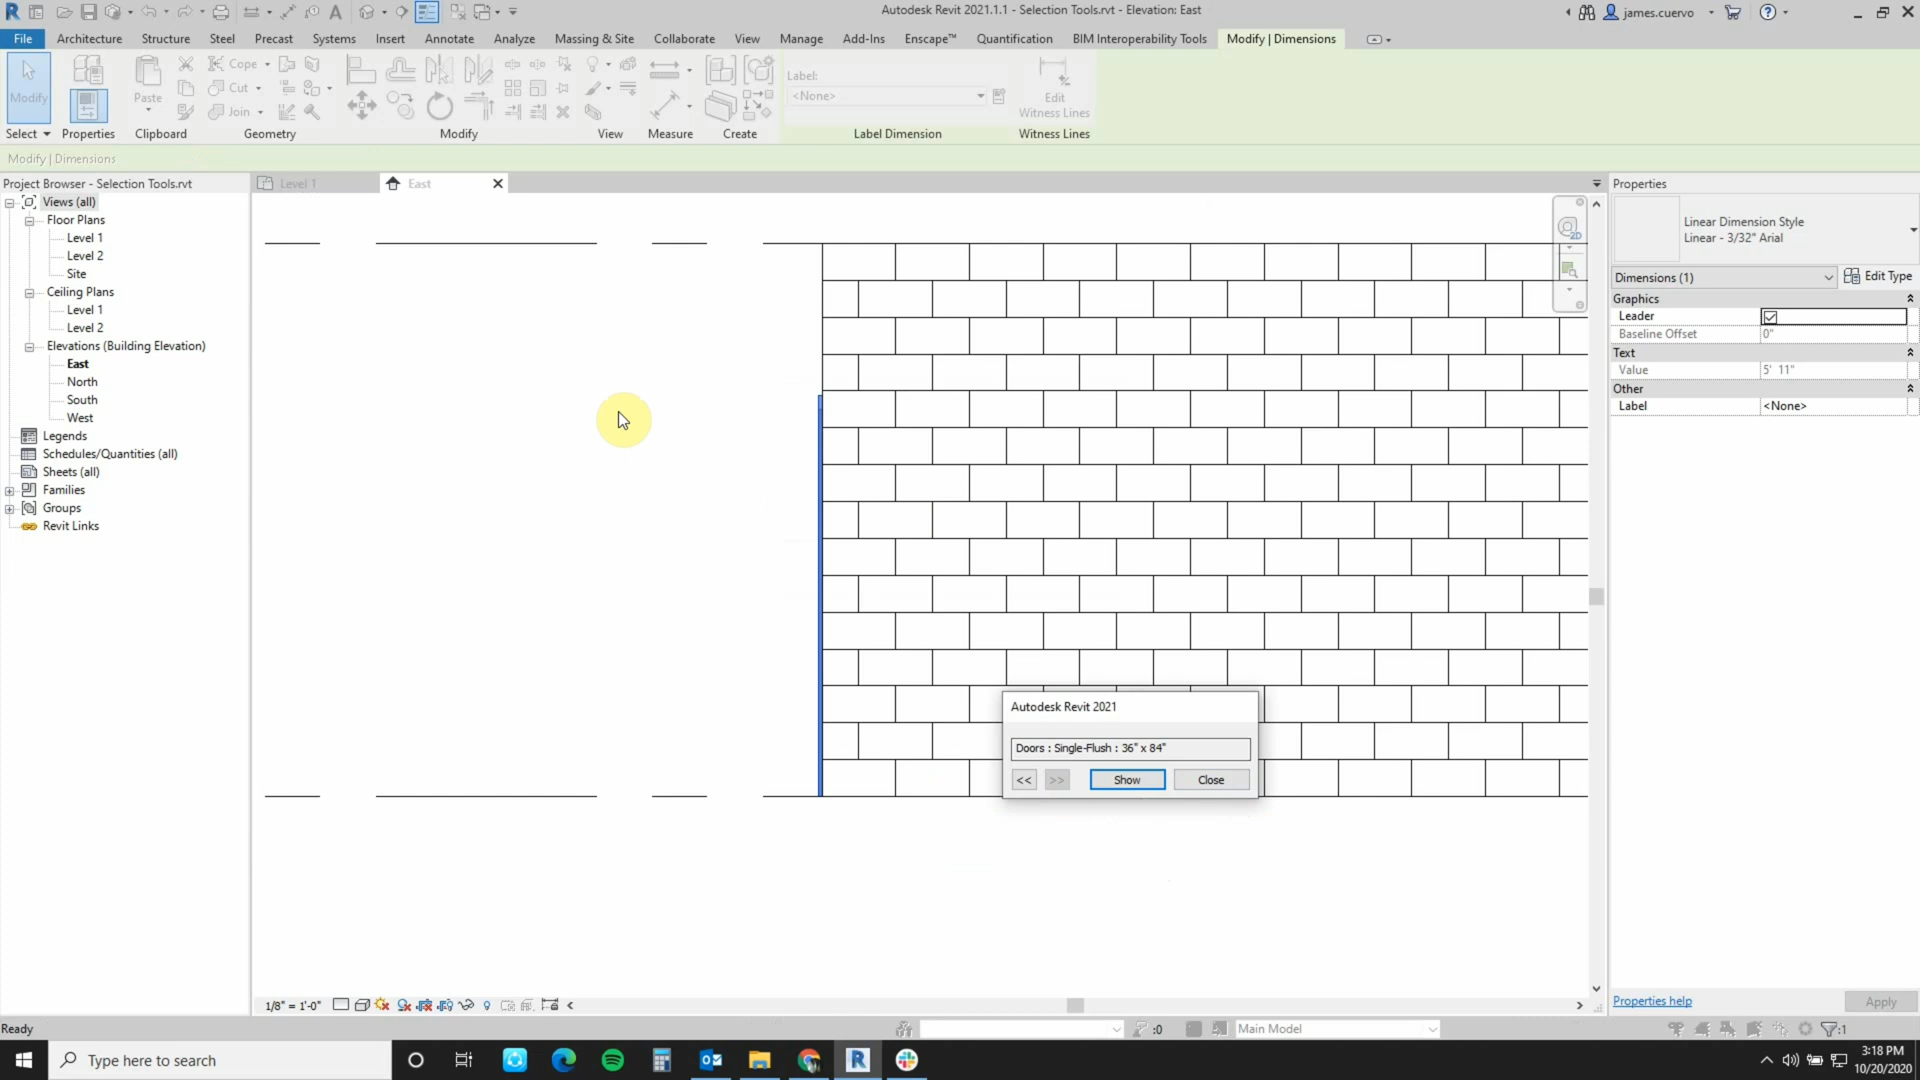 Autodesk Revit 2021.1.1 - Selection Tools.rvt - Elevation: East
james.cuervo
File Architecture Structure Steel Precast Systems Insert Annotate Analyze Massing & Site Collaborate View Manage Add-Ins Enscape™ Quantification BIM Interoperability Tools Modify | Dimensions
Modify
Paste
Cope
Cut
Join
Label:
<None>
Edit
Witness Lines
Select Properties Clipboard Geometry Modify View Measure Create Label Dimension Witness Lines
Modify | Dimensions
Project Browser - Selection Tools.rvt
Views (all)
Floor Plans
Level 1
Level 2
Site
Ceiling Plans
Level 1
Level 2
Elevations (Building Elevation)
East
North
South
West
Legends
Schedules/Quantities (all)
Sheets (all)
Families
Groups
Revit Links
Level 1
East
2D
Autodesk Revit 2021
Doors : Single-Flush : 36" x 84"
<< >> Show Close
1/8" = 1'-0"
Properties
Linear Dimension Style
Linear - 3/32" Arial
Dimensions (1)
Edit Type
Graphics
Leader
Baseline Offset 0"
Text
Value 5' 11"
Other
Label <None>
Properties help
Apply
Ready
:0
Main Model
:1
Type here to search
3:18 PM
10/20/2020